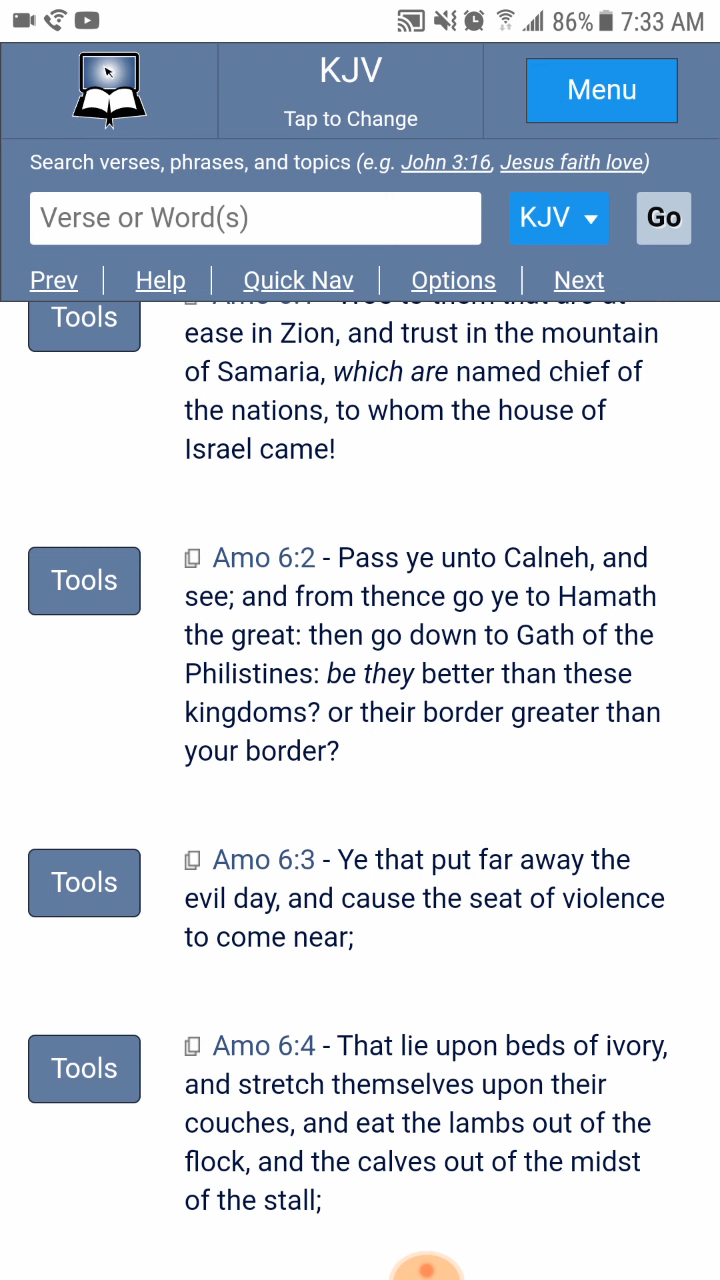 86% 7:33 AM
KJV
Tap to Change
Menu
Search verses, phrases, and topics (e.g. John 3:16, Jesus faith love)
Verse or Word(s)
KJV
Go
Prev
Help
Quick Nav
Options
Next
Tools
ease in Zion, and trust in the mountain
of Samaria, which are named chief of
the nations, to whom the house of
Israel came!
Tools
Amo 6:2 - Pass ye unto Calneh, and
see; and from thence go ye to Hamath
the great: then go down to Gath of the
Philistines: be they better than these
kingdoms? or their border greater than
your border?
Tools
Amo 6:3 - Ye that put far away the
evil day, and cause the seat of violence
to come near;
Tools
Amo 6:4 - That lie upon beds of ivory,
and stretch themselves upon their
couches, and eat the lambs out of the
flock, and the calves out of the midst
of the stall;